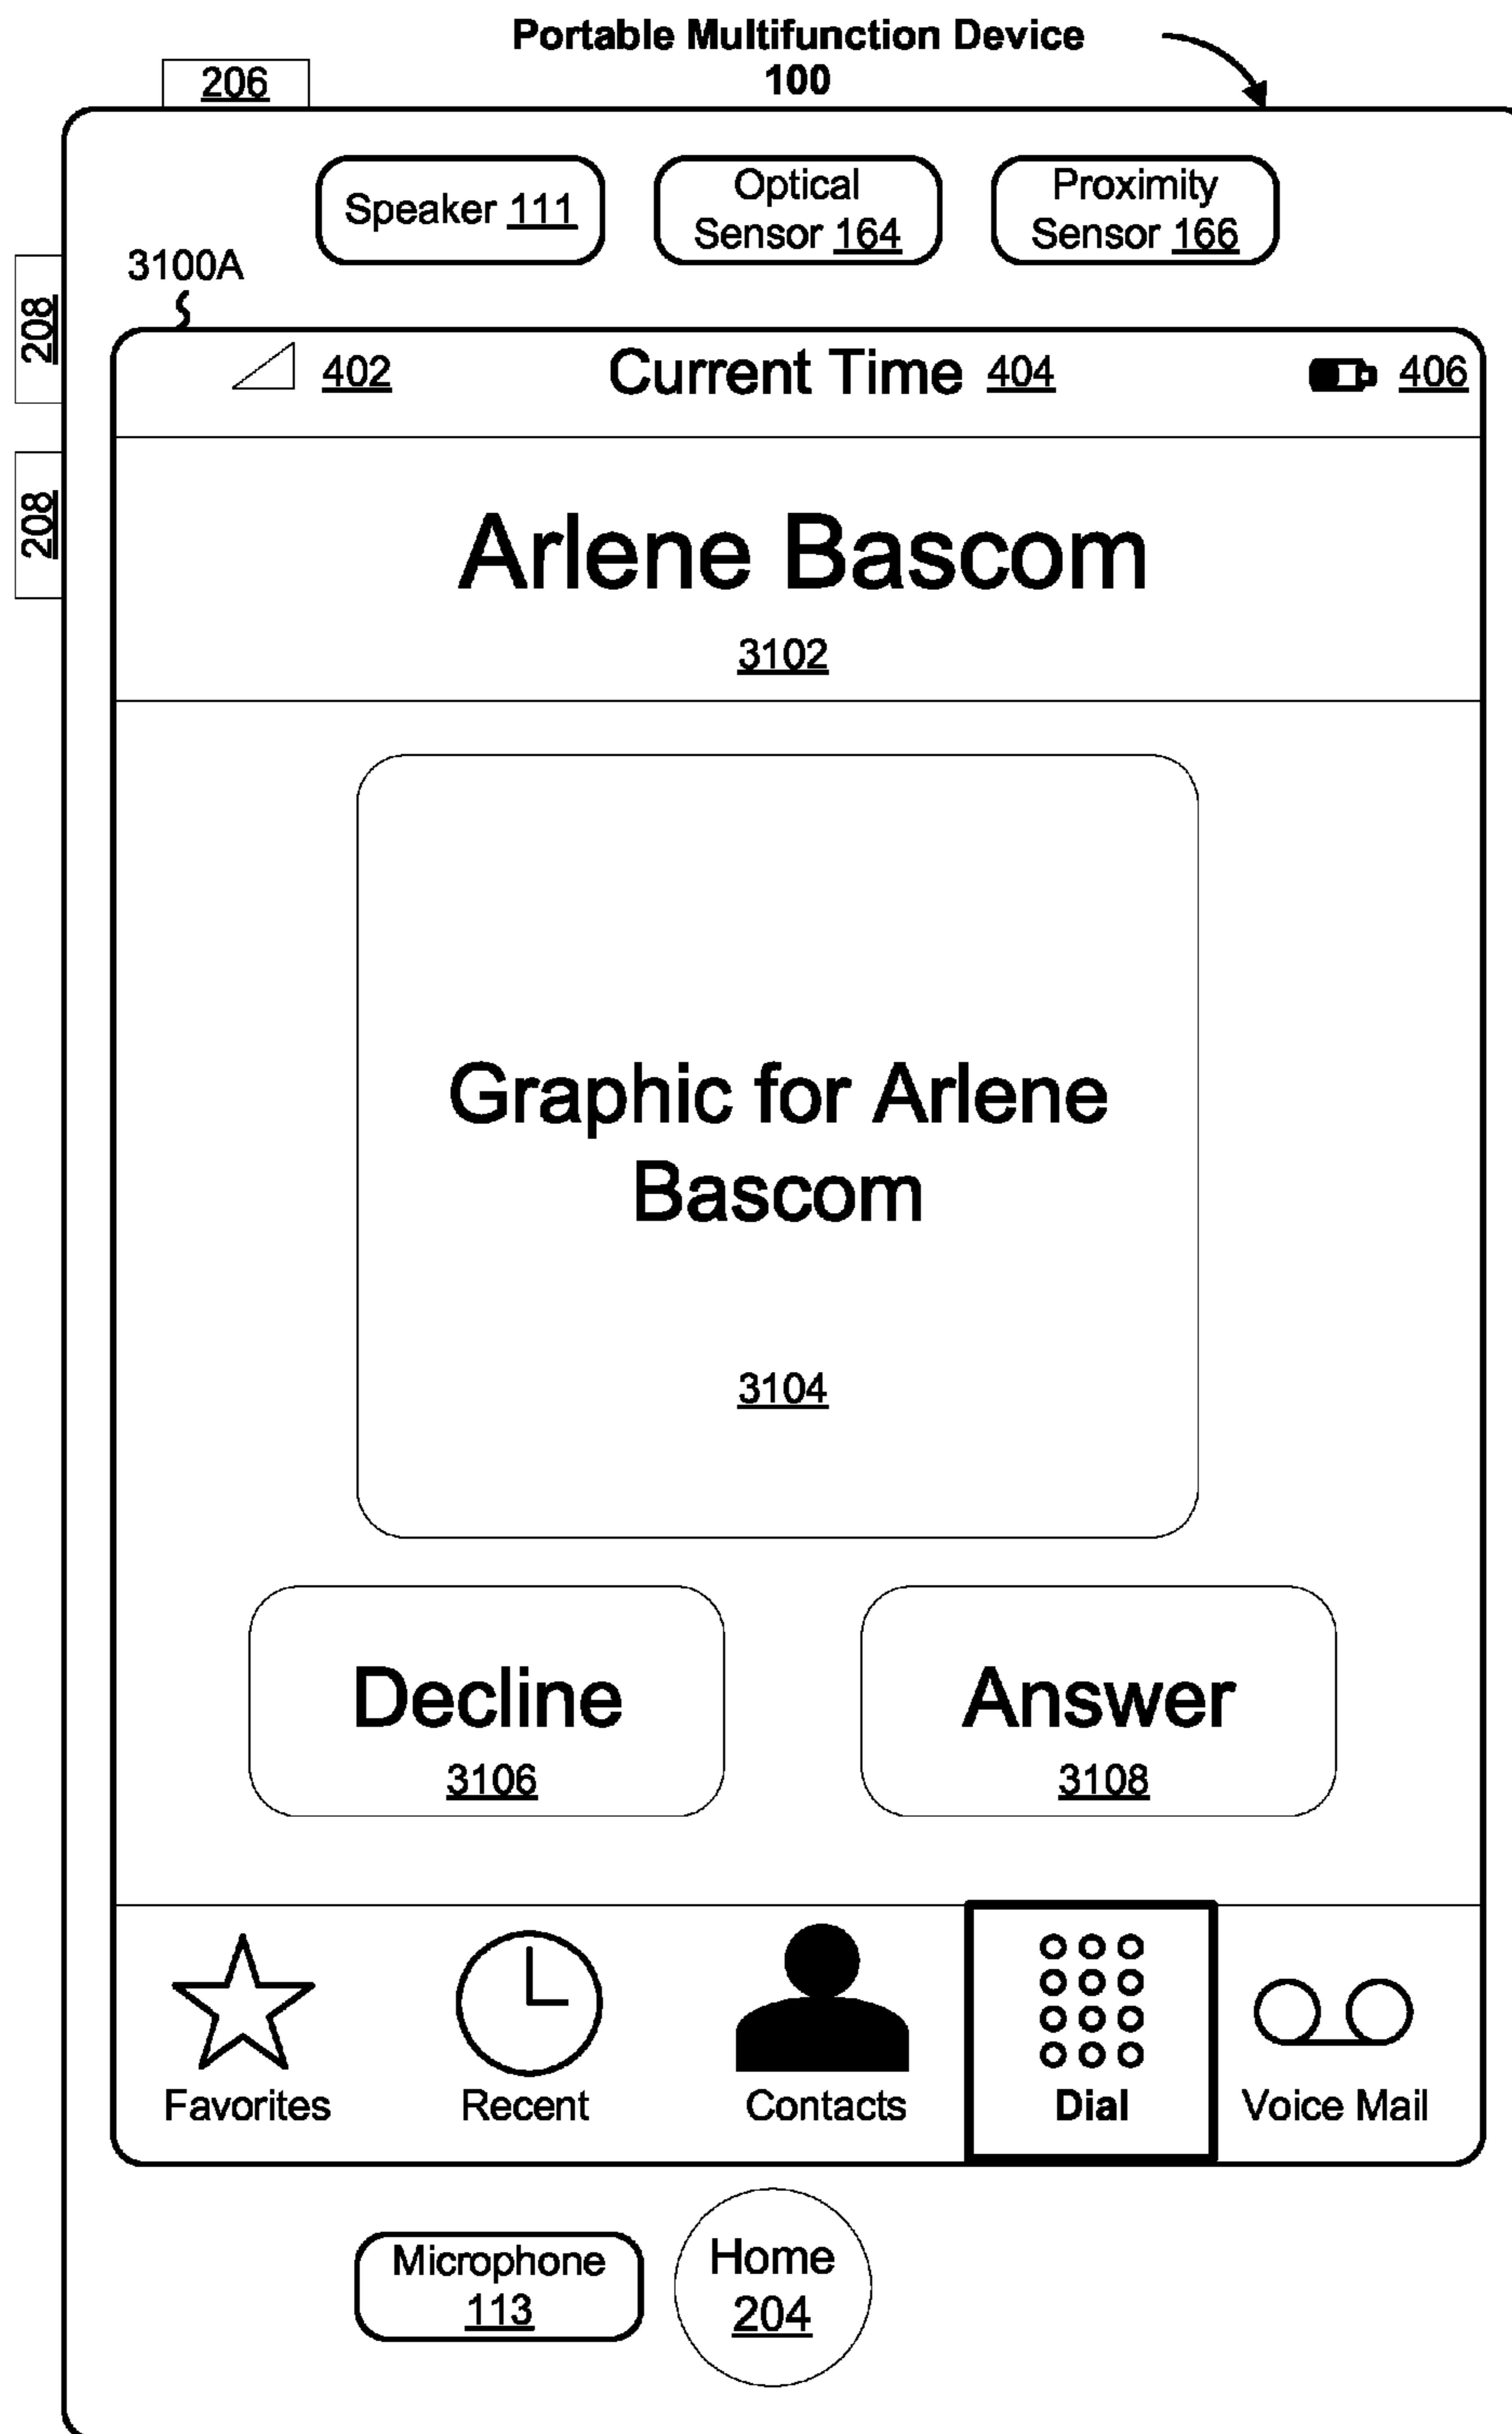 Portable Multifunction Device
100
206
Speaker 111
Optical
Sensor 164
Proximity
Sensor 166
3100A
208
208
402
Current Time 404
406
Arlene Bascom
3102
Graphic for Arlene
Bascom
3104
Decline
3106
Answer
3108
Favorites
Recent
Contacts
Dial
Voice Mail
Microphone
113
Home
204